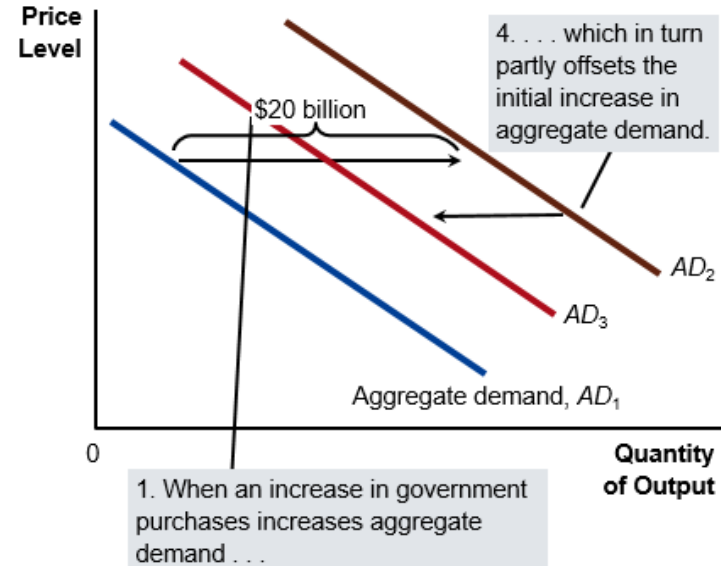 Price
Level
4. . . . which in turn
partly offsets the
initial increase in
aggregate demand.
$20 billion
AD₂
AD₃
Aggregate demand, AD₁
0
Quantity
of Output
1. When an increase in government
purchases increases aggregate
demand . . .